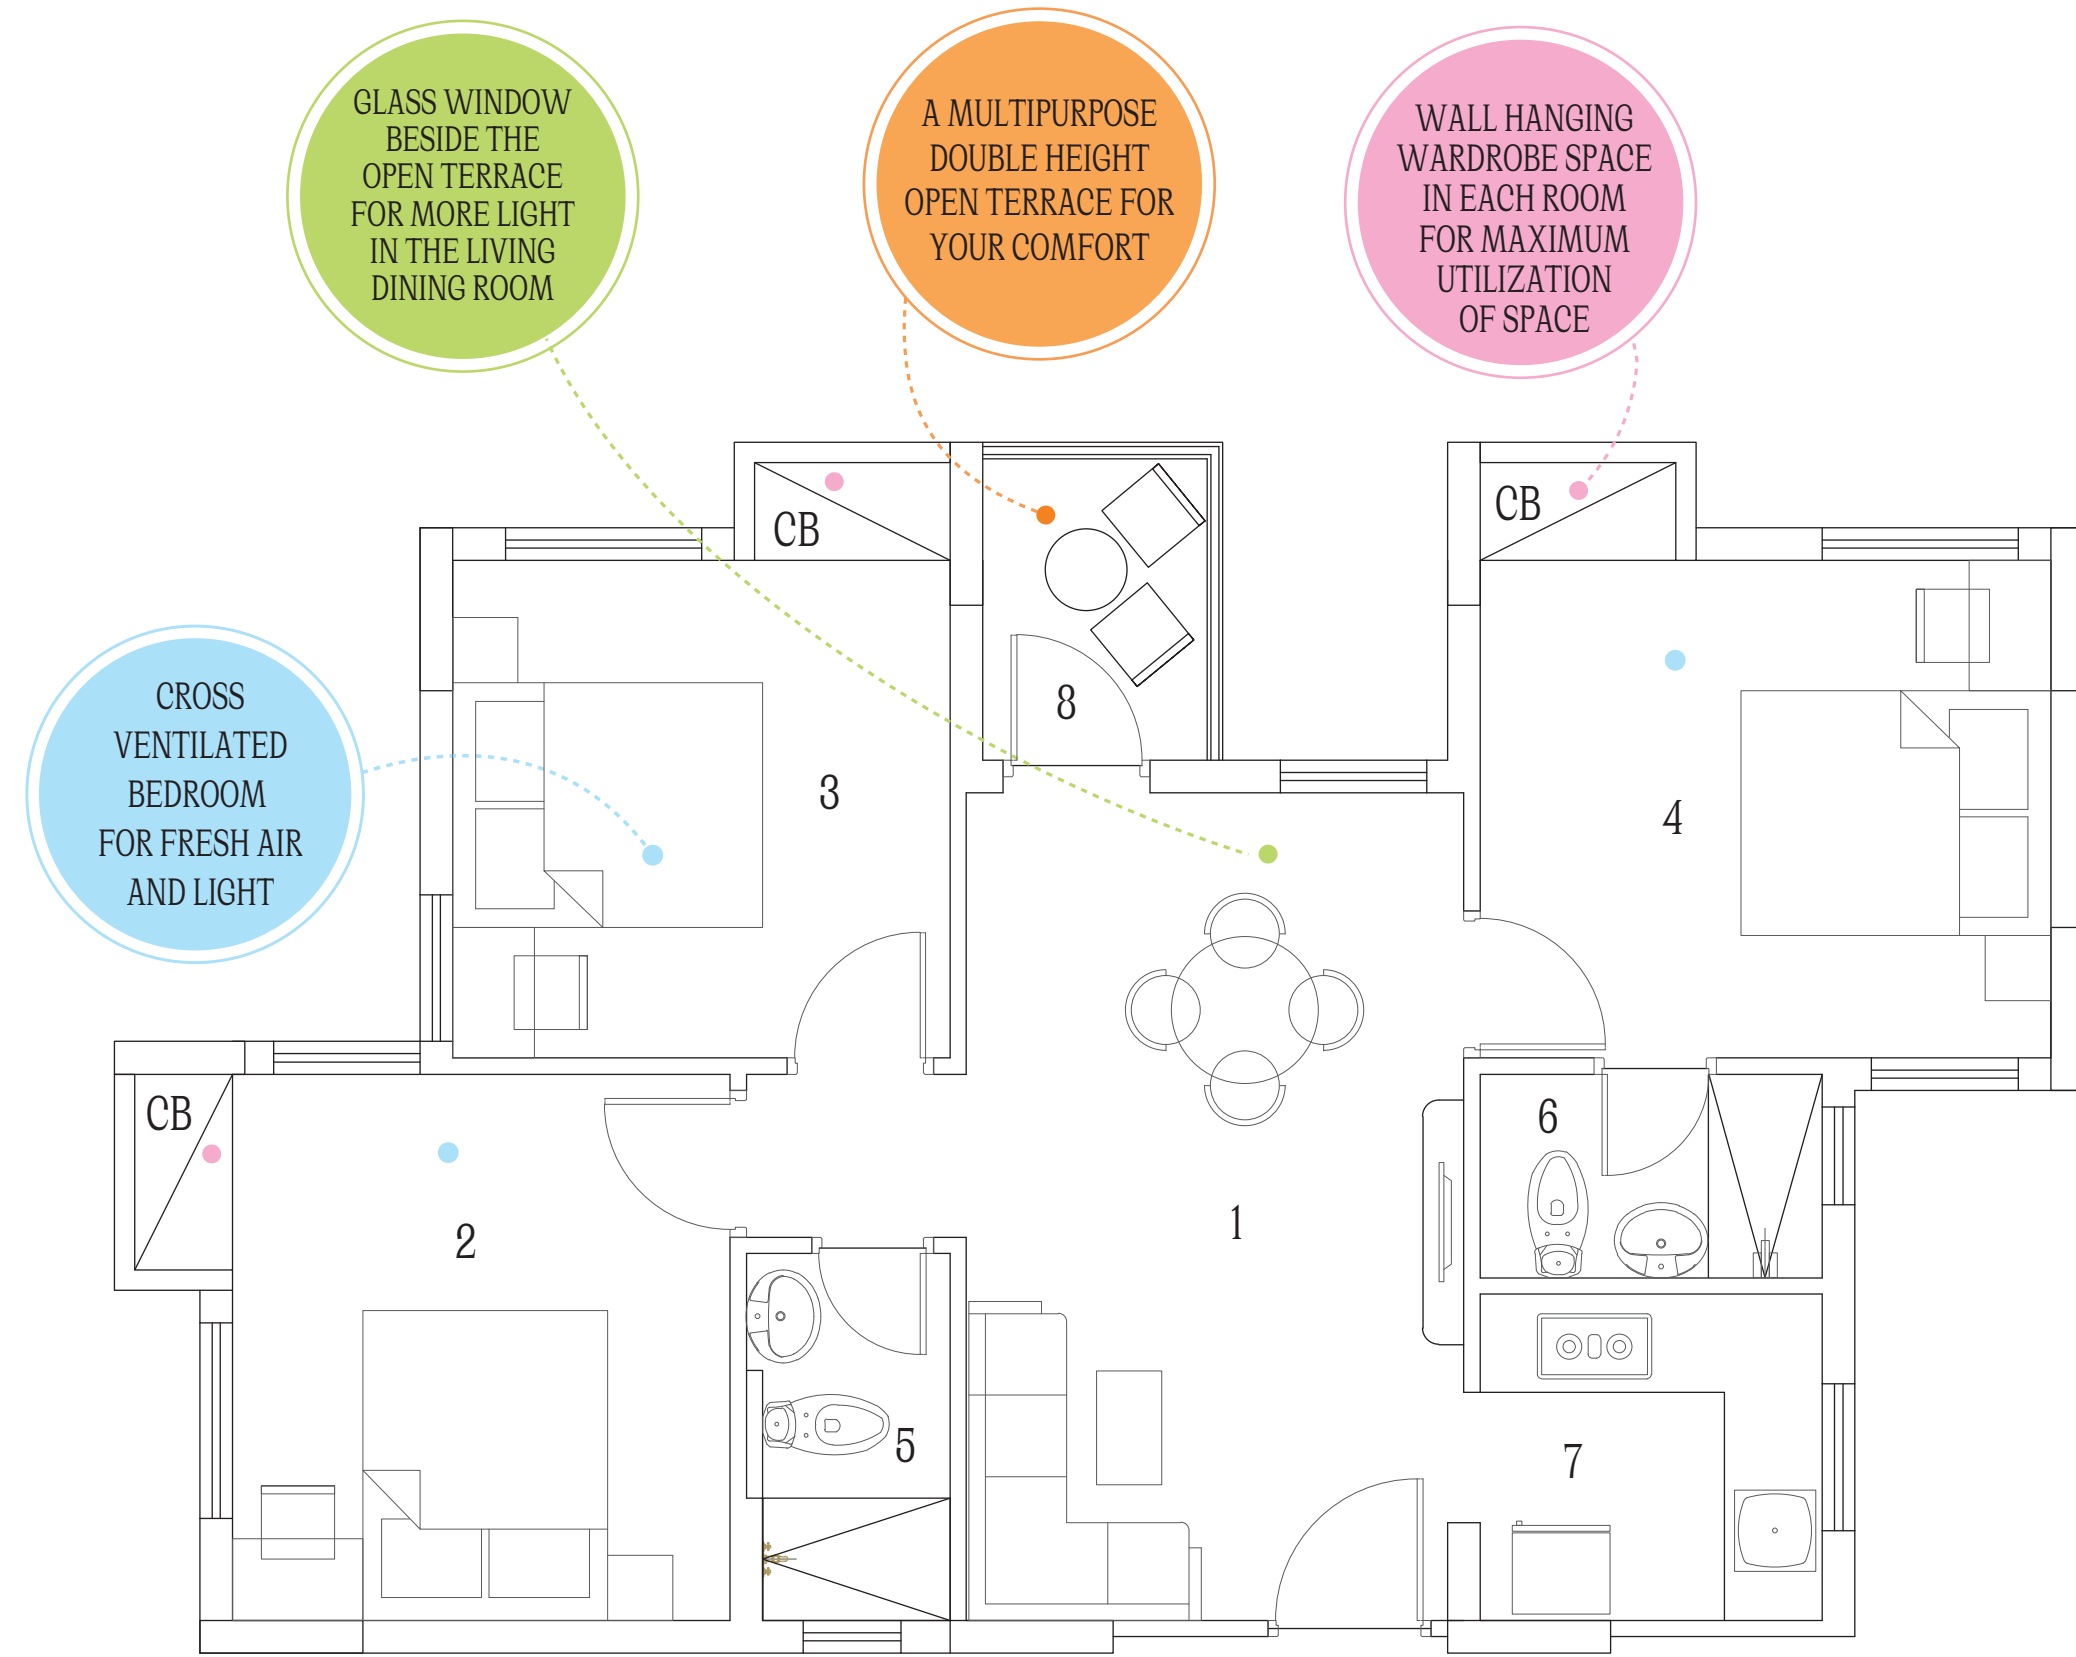 GLASS WINDOW
BESIDE THE
OPEN TERRACE
FOR MORE LIGHT
IN THE LIVING
DINING ROOM
A MULTIPURPOSE
DOUBLE HEIGHT
OPEN TERRACE FOR
YOUR COMFORT
WALL HANGING
WARDROBE SPACE
IN EACH ROOM
FOR MAXIMUM
UTILIZATION
OF SPACE
CROSS
VENTILATED
BEDROOM
FOR FRESH AIR
AND LIGHT
CB
CB
8
3
4
CB
6
2
1
5
7